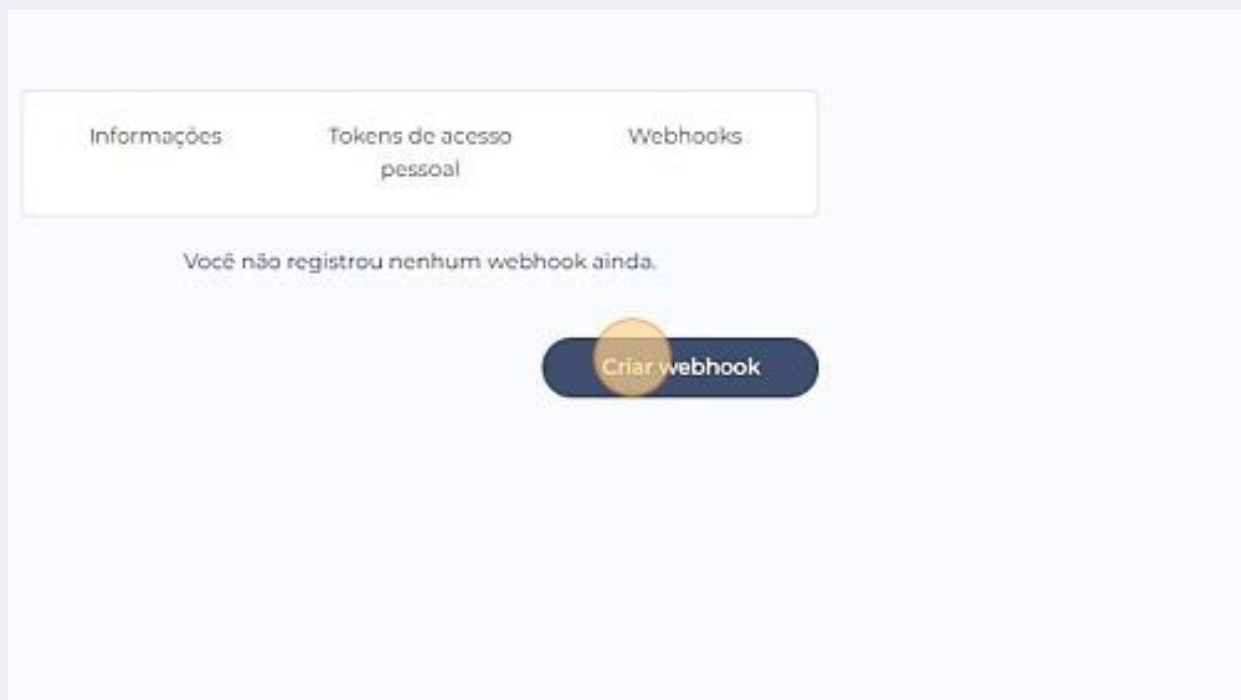 Informações
Tokens de acesso
pessoal
Webhooks
Você não registrou nenhum webhook ainda.
Criar webhook